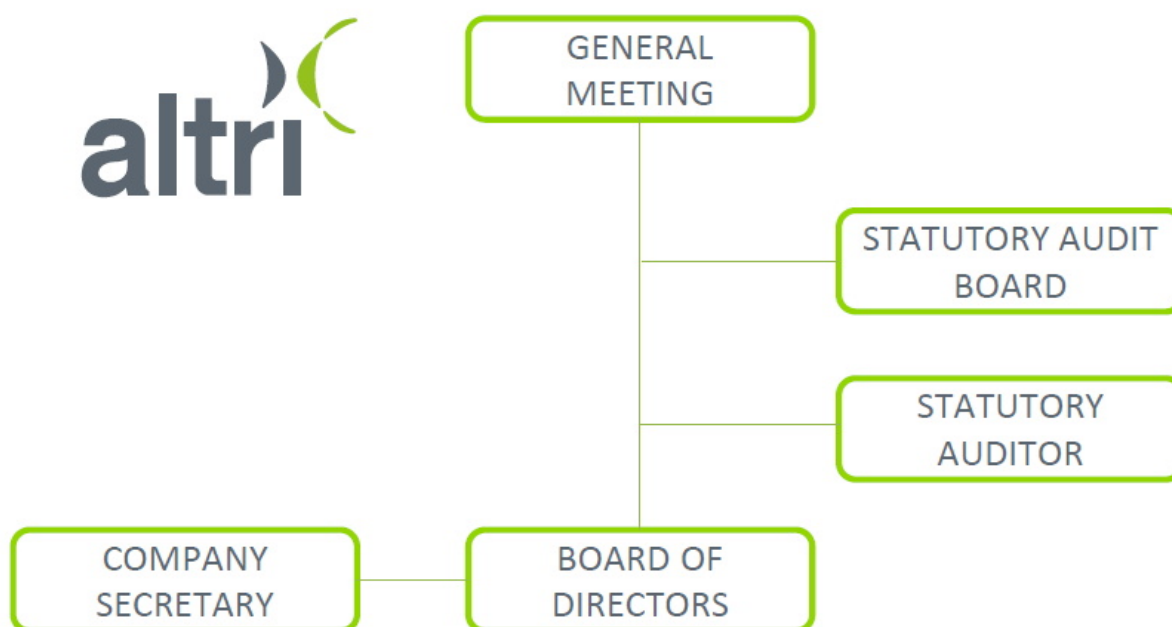 altri
GENERAL
MEETING
STATUTORY AUDIT
BOARD
STATUTORY
AUDITOR
COMPANY
SECRETARY
BOARD OF
DIRECTORS